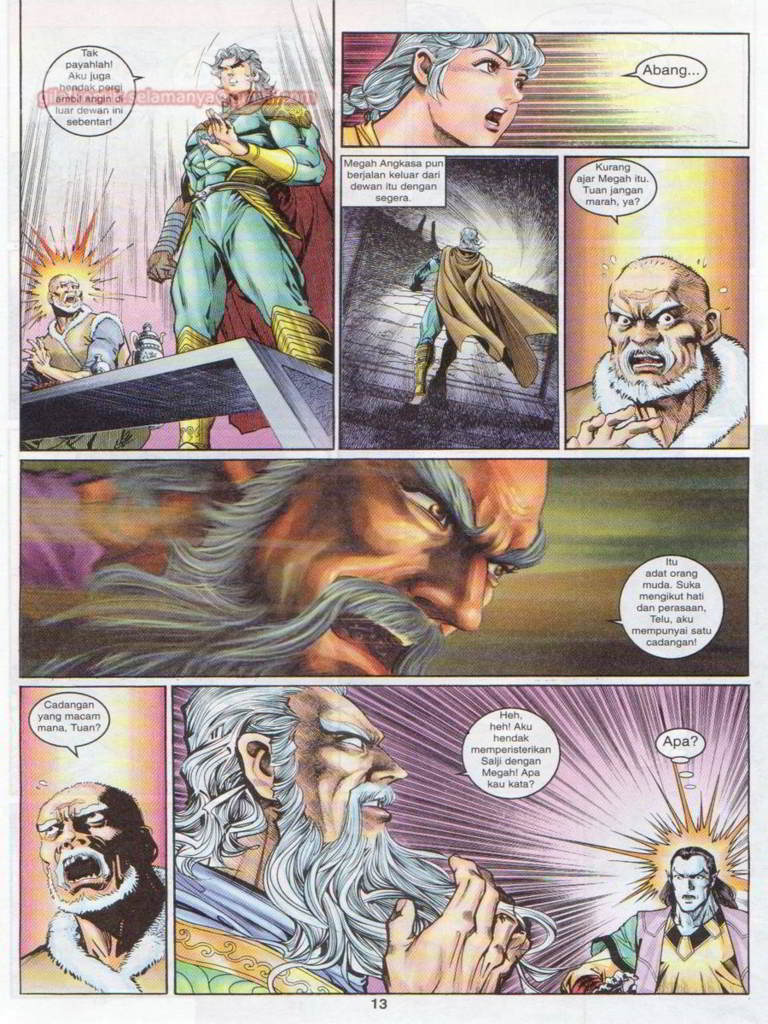 Tak
payahlah!
Aku juga
hendak pergi
ambil angin di
luar dewan ini
sebentar!
Abang...
Megah Angkasa pun
berjalan keluar dari
dewan itu dengan
segera.
Kurang
ajar Megah itu.
Tuan jangan
marah, ya?
Itu
adat orang
muda. Suka
mengikut hati
dan perasaan,
Telu, aku
mempunyai satu
cadangan!
Cadangan
yang macam
mana, Tuan?
Heh,
heh! Aku
hendak
memperisterikan
Salji dengan
Megah! Apa
kau kata?
Apa?
13